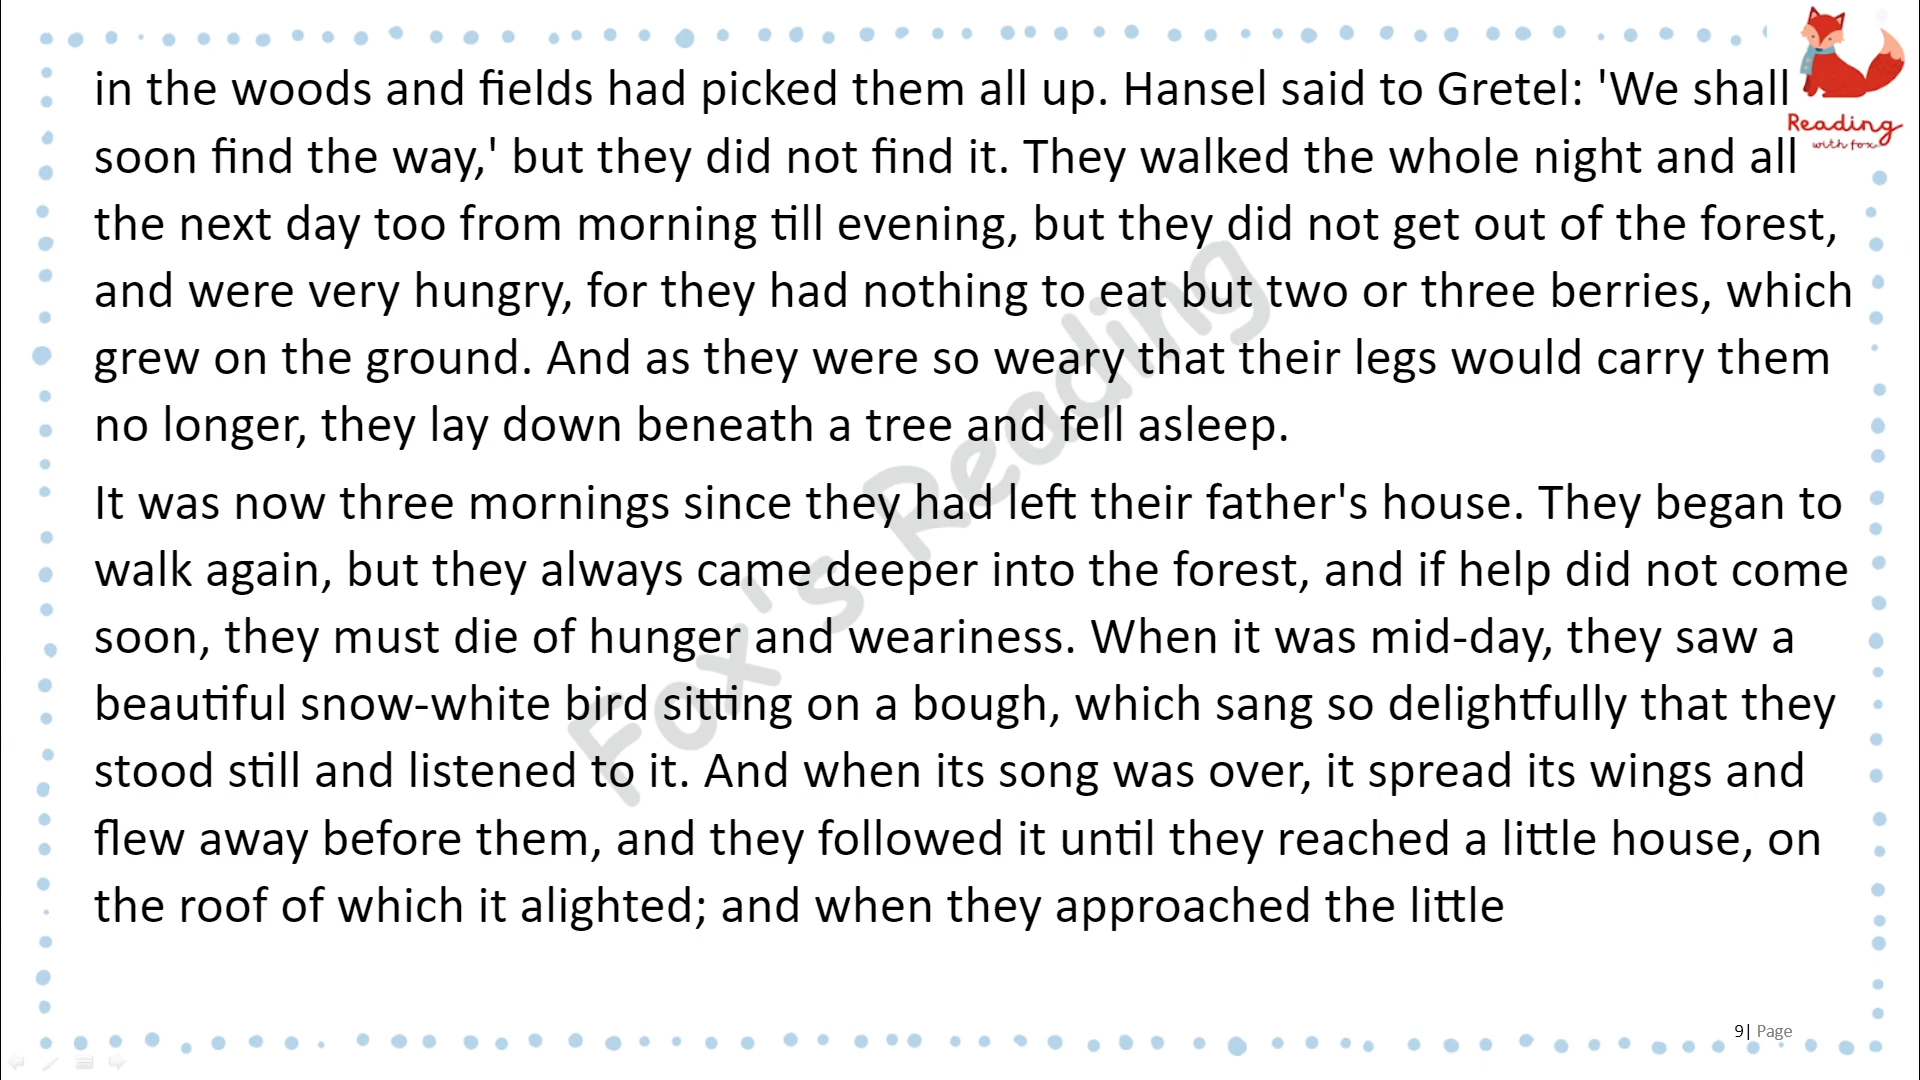 in the woods and fields had picked them all up. Hansel said to Gretel: 'We shall
soon find the way,' but they did not find it. They walked the whole night and all
the next day too from morning till evening, but they did not get out of the forest,
and were very hungry, for they had nothing to eat but two or three berries, which
grew on the ground. And as they were so weary that their legs would carry them
no longer, they lay down beneath a tree and fell asleep.
It was now three mornings since they had left their father's house. They began to
walk again, but they always came deeper into the forest, and if help did not come
soon, they must die of hunger and weariness. When it was mid-day, they saw a
beautiful snow-white bird sitting on a bough, which sang so delightfully that they
stood still and listened to it. And when its song was over, it spread its wings and
flew away before them, and they followed it until they reached a little house, on
the roof of which it alighted; and when they approached the little
Reading
with fox
Fox's Reading
9| Page